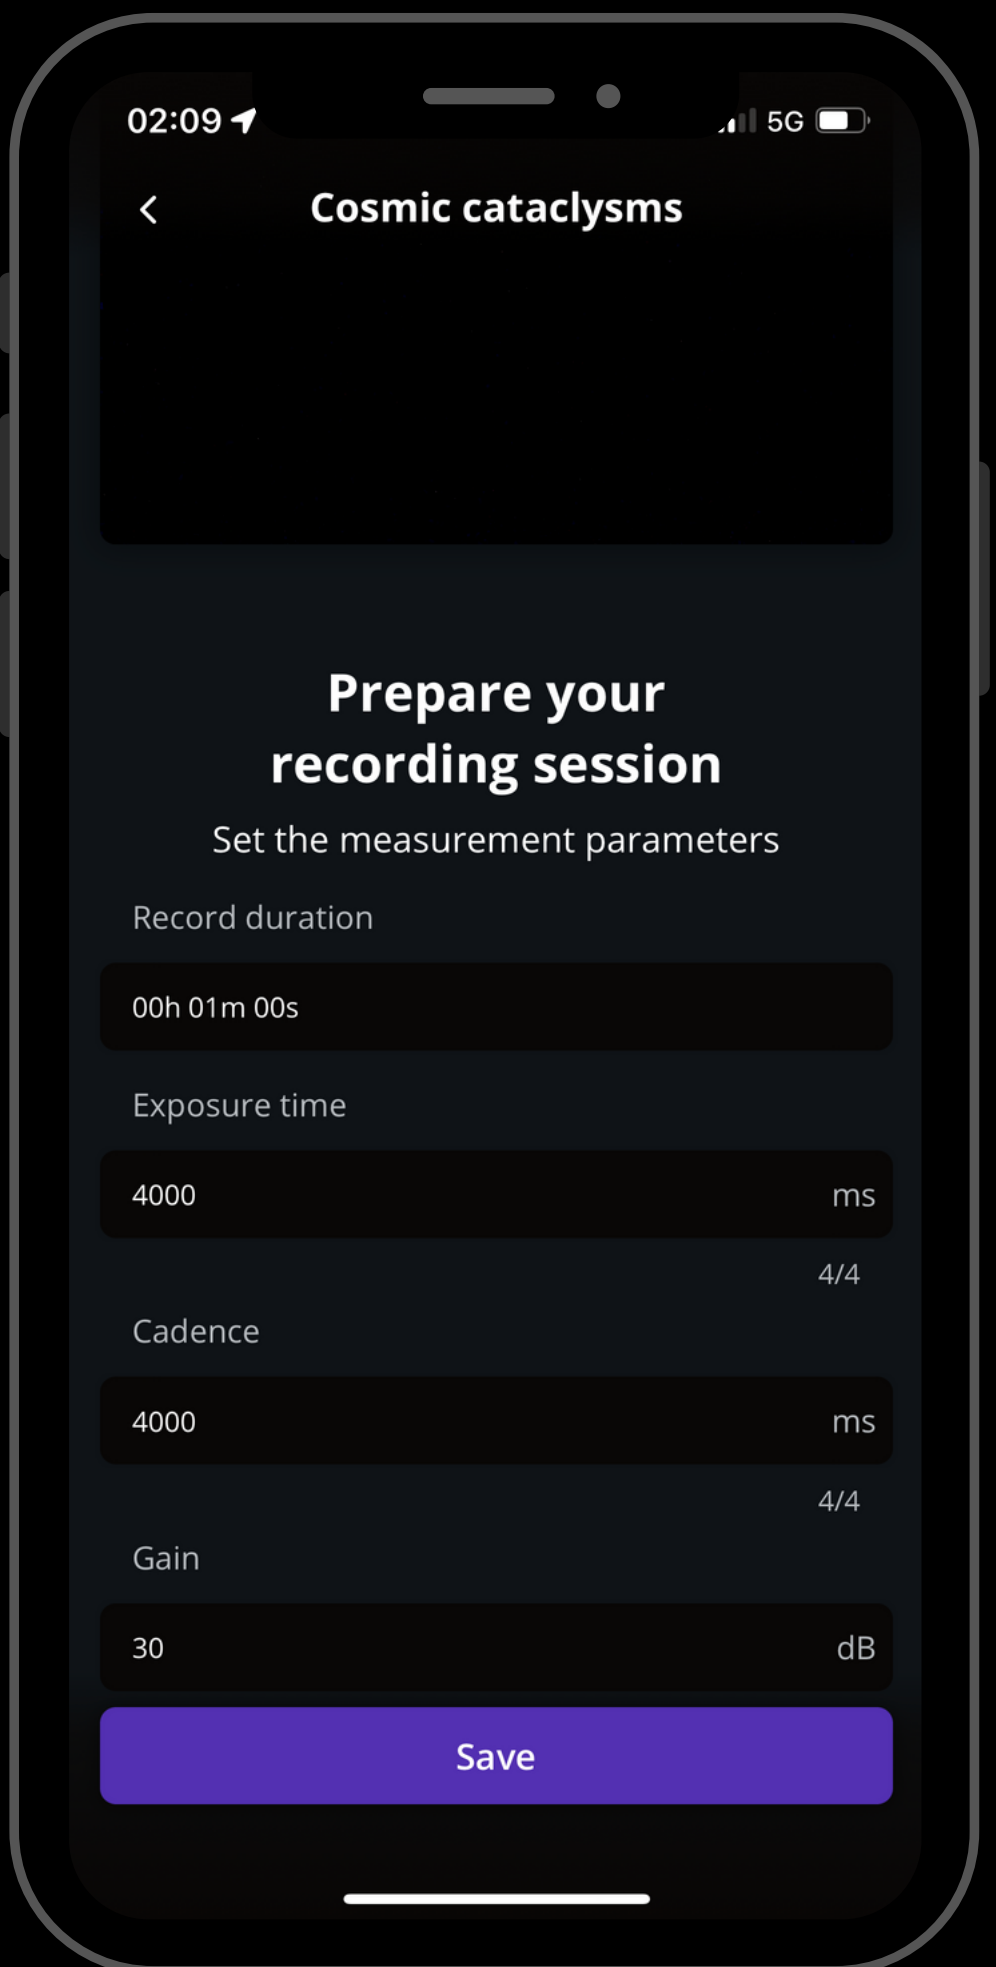 02:09 5G
Cosmic cataclysms
Prepare your
recording session
Set the measurement parameters
Record duration
00h 01m 00s
Exposure time
4000 ms
4/4
Cadence
4000 ms
4/4
Gain
30 dB
Save